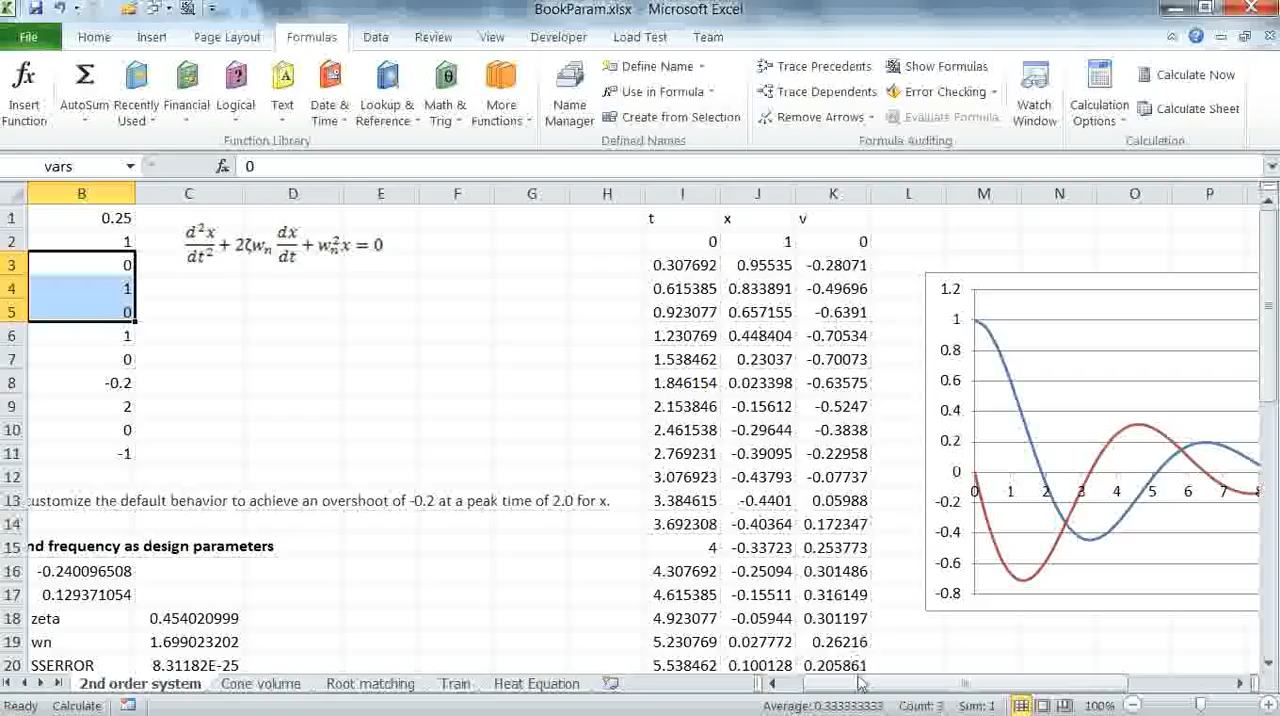 BookParam.xlsx - Microsoft Excel
File Home Insert Page Layout Formulas Data Review View Developer Load Test Team
fx Σ A θ
Insert Function
AutoSum
Recently Used
Financial
Logical
Text
Date & Time
Lookup & Reference
Math & Trig
More Functions
Function Library
Name Manager
Define Name
Use in Formula
Create from Selection
Defined Names
Trace Precedents
Trace Dependents
Remove Arrows
Show Formulas
Error Checking
Evaluate Formula
Formula Auditing
Watch Window
Calculation Options
Calculate Now
Calculate Sheet
Calculation
vars fx 0
B C D E F G H I J K L M N O P
1 0.25 t x v
2 1 d²x/dt² + 2ζwₙ dx/dt + wₙ²x = 0 0 1 0
3 0 0.307692 0.95535 -0.28071
4 1 0.615385 0.833891 -0.49696
5 0 0.923077 0.657155 -0.6391
6 1 1.230769 0.448404 -0.70534
7 0 1.538462 0.23037 -0.70073
8 -0.2 1.846154 0.023398 -0.63575
9 2 2.153846 -0.15612 -0.5247
10 0 2.461538 -0.29644 -0.3838
11 -1 2.769231 -0.39095 -0.22958
12 3.076923 -0.43793 -0.07737
13 customize the default behavior to achieve an overshoot of -0.2 at a peak time of 2.0 for x. 3.384615 -0.4401 0.05988
14 3.692308 -0.40364 0.172347
15 nd frequency as design parameters 4 -0.33723 0.253773
16 -0.240096508 4.307692 -0.25094 0.301486
17 0.129371054 4.615385 -0.15511 0.316149
18 zeta 0.454020999 4.923077 -0.05944 0.301197
19 wn 1.699023202 5.230769 0.027772 0.26216
20 SSERROR 8.31182E-25 5.538462 0.100128 0.205861
1.2
1
0.8
0.6
0.4
0.2
0
-0.2
-0.4
-0.6
-0.8
0 1 2 3 4 5 6 7 8
2nd order system Cone volume Root matching Train Heat Equation
Ready Calculate Average: 0.333333333 Count: 3 Sum: 1 100%